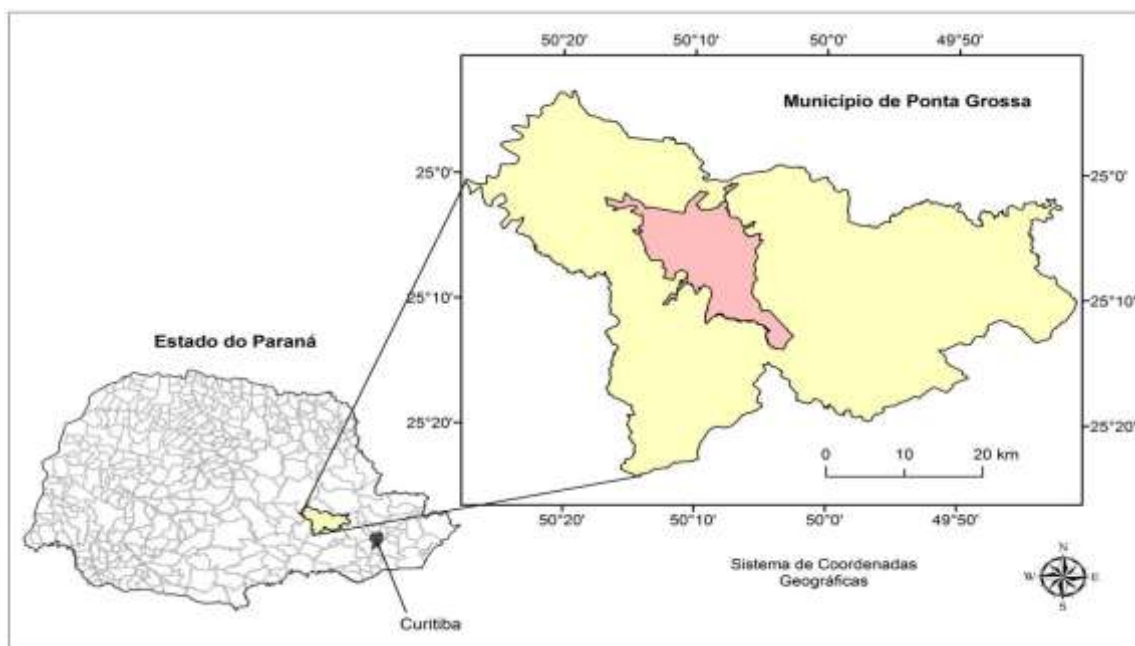 50°20' 50°10' 50°0' 49°50'
Município de Ponta Grossa
25°0' 25°0'
25°10' 25°10'
Estado do Paraná
25°20' 25°20'
0 10 20 km
50°20' 50°10' 50°0' 49°50'
Sistema de Coordenadas
Geográficas
N
W E
S
Curitiba